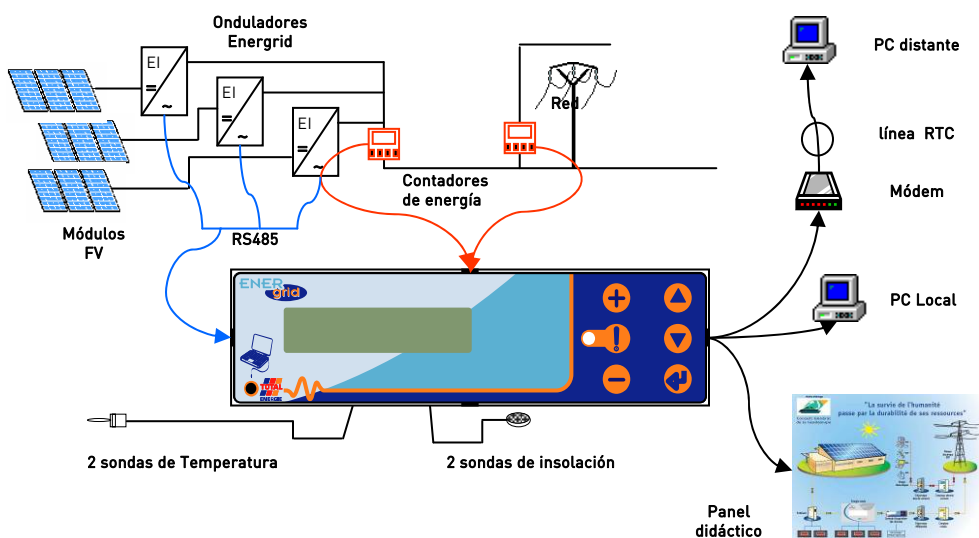 Onduladores
Energrid
EI
=
~
EI
=
~
EI
=
~
Red
PC distante
línea RTC
Módem
PC Local
Contadores
de energía
Módulos
FV
RS485
ENER
grid
TOTAL
ENERGIE
2 sondas de Temperatura
2 sondas de insolación
Panel
didáctico
"La survie de l'humanité
passe par la durabilité de ses ressources"